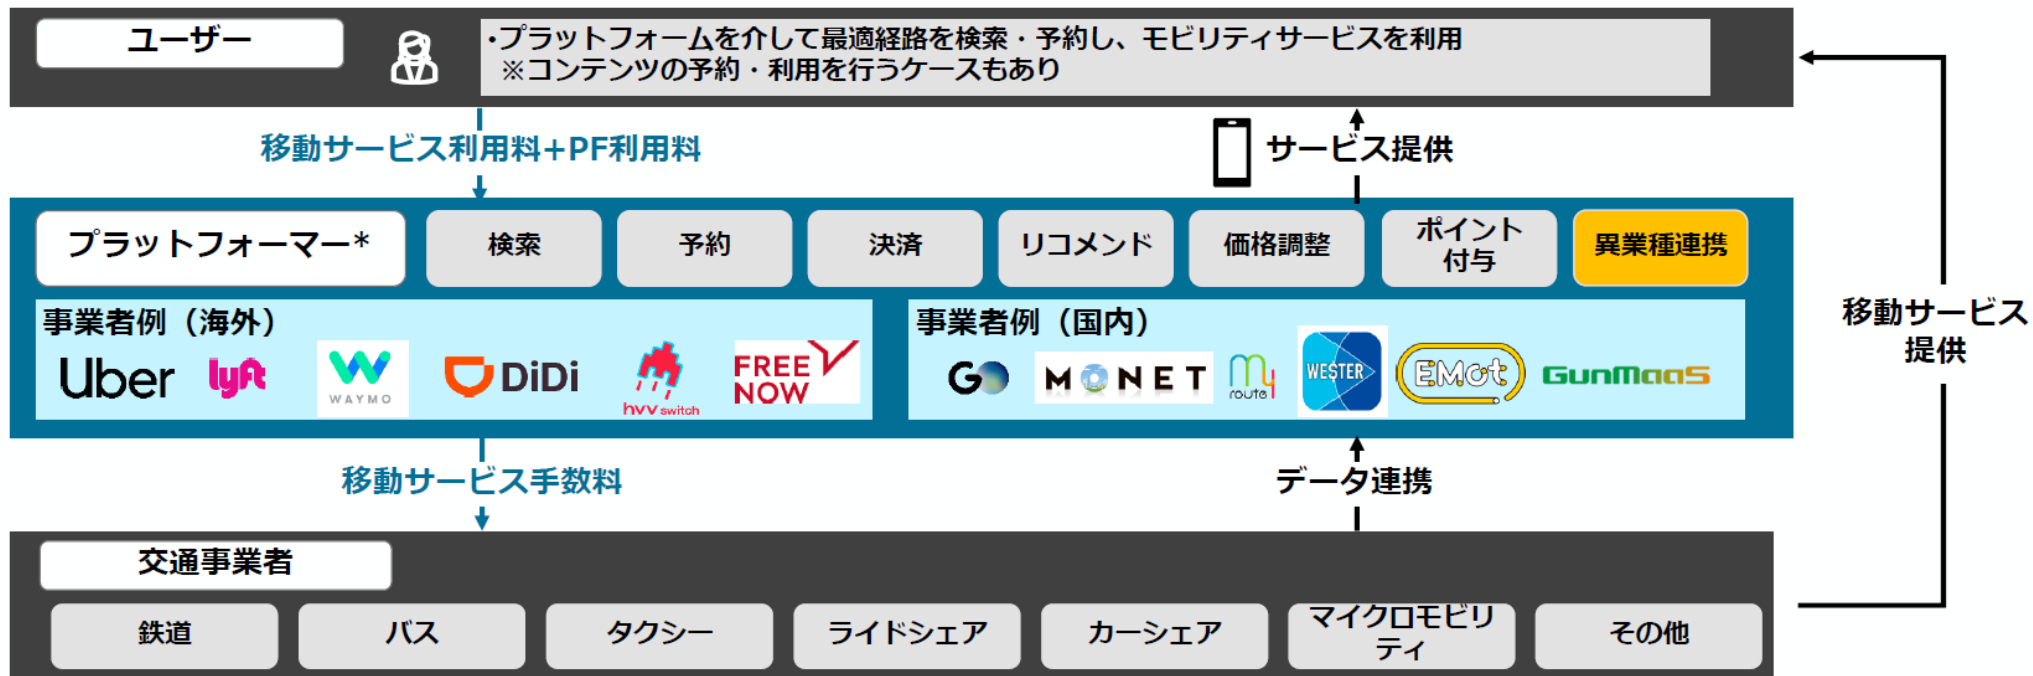 ユーザー
・プラットフォームを介して最適経路を検索・予約し、モビリティサービスを利用
※コンテンツの予約・利用を行うケースもあり
移動サービス利用料+PF利用料
サービス提供
プラットフォーマー*
検索
予約
決済
リコメンド
価格調整
ポイント
付与
異業種連携
事業者例（海外）
Uber
lyft
WAYMO
DiDi
hvv switch
FREE
NOW
事業者例（国内）
GO
MONET
my
route
WESTER
EMot
GunMaaS
移動サービス
提供
移動サービス手数料
データ連携
交通事業者
鉄道
バス
タクシー
ライドシェア
カーシェア
マイクロモビリ
ティ
その他